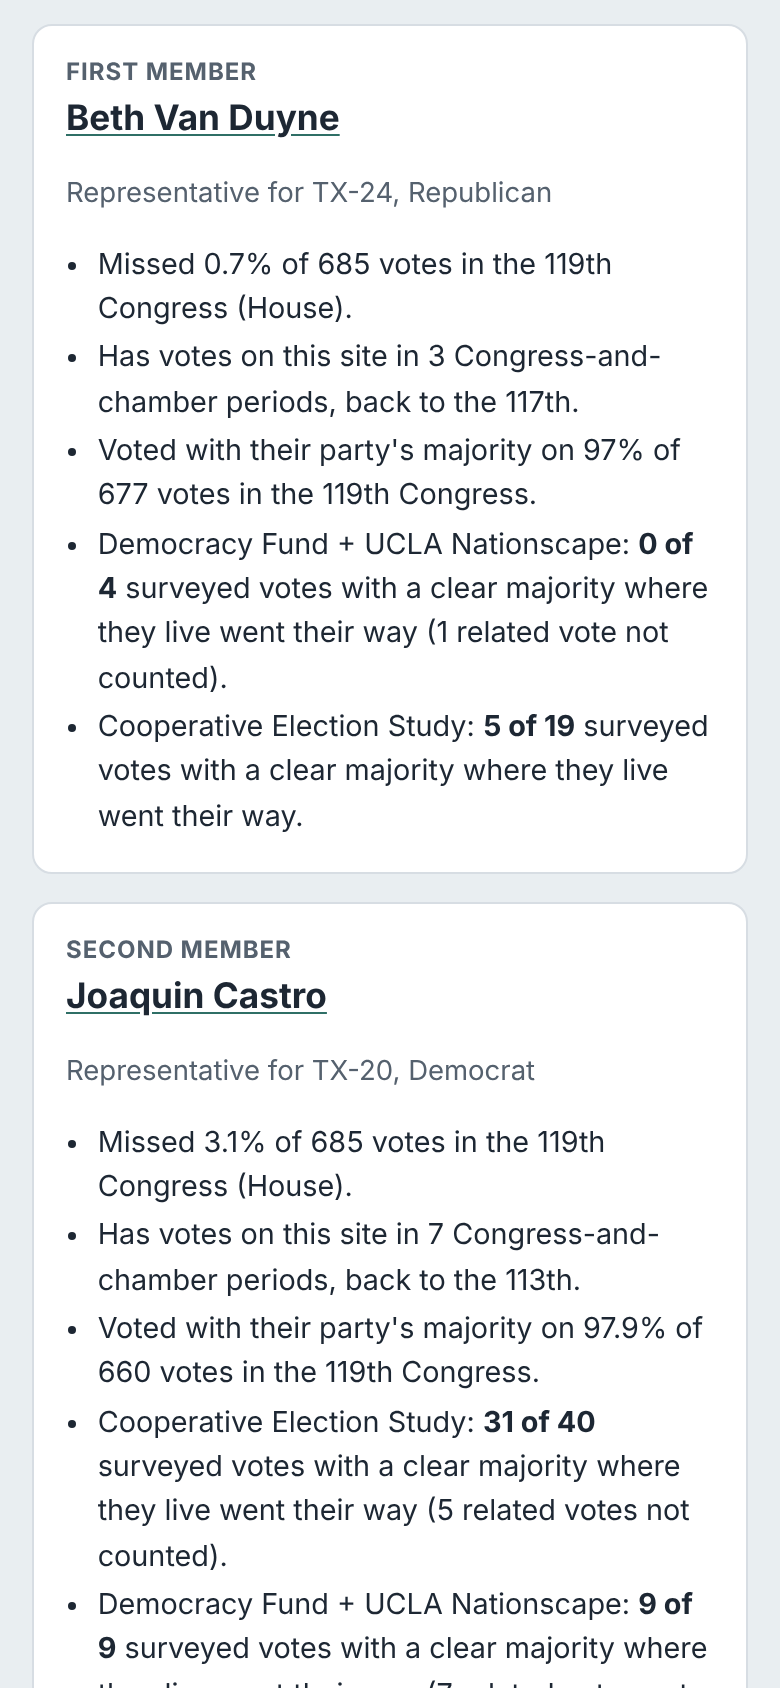 FIRST MEMBER
Beth Van Duyne
Representative for TX-24, Republican
• Missed 0.7% of 685 votes in the 119th
Congress (House).
• Has votes on this site in 3 Congress-and-
chamber periods, back to the 117th.
• Voted with their party's majority on 97% of
677 votes in the 119th Congress.
• Democracy Fund + UCLA Nationscape: 0 of
4 surveyed votes with a clear majority where
they live went their way (1 related vote not
counted).
• Cooperative Election Study: 5 of 19 surveyed
votes with a clear majority where they live
went their way.
SECOND MEMBER
Joaquin Castro
Representative for TX-20, Democrat
• Missed 3.1% of 685 votes in the 119th
Congress (House).
• Has votes on this site in 7 Congress-and-
chamber periods, back to the 113th.
• Voted with their party's majority on 97.9% of
660 votes in the 119th Congress.
• Cooperative Election Study: 31 of 40
surveyed votes with a clear majority where
they live went their way (5 related votes not
counted).
• Democracy Fund + UCLA Nationscape: 9 of
9 surveyed votes with a clear majority where